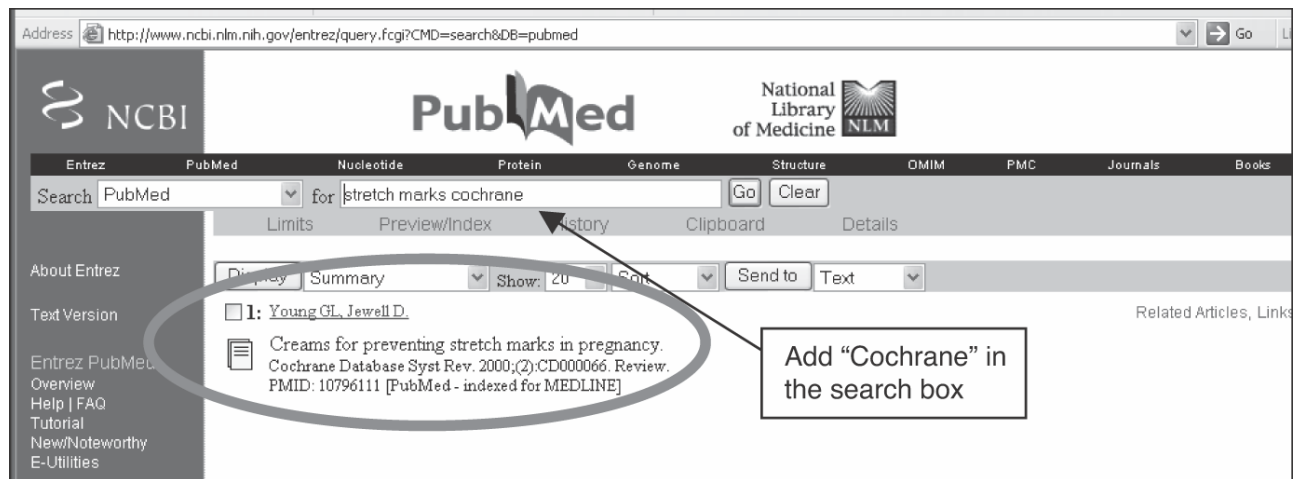 Address http://www.ncbi.nlm.nih.gov/entrez/query.fcgi?CMD=search&DB=pubmed Go
NCBI
PubMed
National
Library
of Medicine NLM
Entrez PubMed Nucleotide Protein Genome Structure OMIM PMC Journals Books
Search PubMed for stretch marks cochrane Go Clear
Limits Preview/Index History Clipboard Details
About Entrez
Display Summary Show: 20 Sort Send to Text
Text Version
1: Young GL, Jewell D. Related Articles, Links
Creams for preventing stretch marks in pregnancy.
Cochrane Database Syst Rev. 2000;(2):CD000066. Review.
PMID: 10796111 [PubMed - indexed for MEDLINE]
Add “Cochrane” in
the search box
Entrez PubMed
Overview
Help | FAQ
Tutorial
New/Noteworthy
E-Utilities